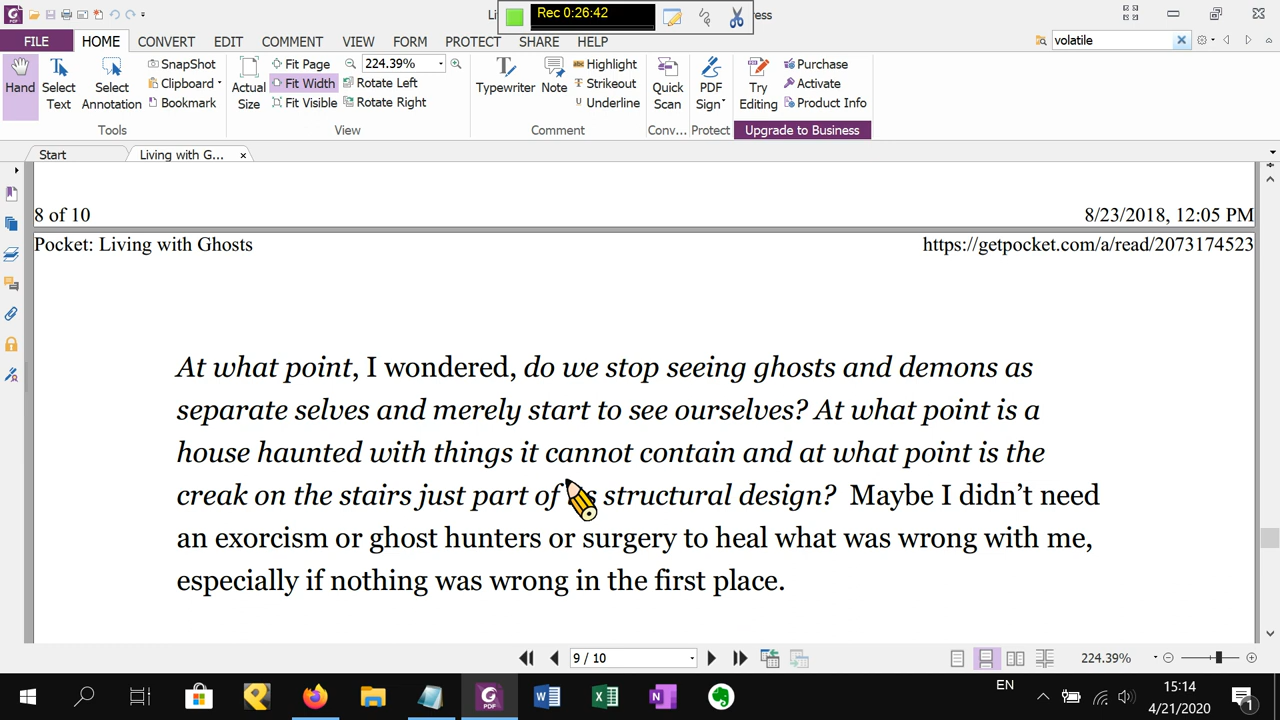 Li
Rec 0:26:42
ress
FILE HOME CONVERT EDIT COMMENT VIEW FORM PROTECT SHARE HELP
volatile
Hand
Select Text
Select Annotation
SnapShot
Clipboard
Bookmark
Tools
Actual Size
Fit Page
Fit Width
Fit Visible
224.39%
Rotate Left
Rotate Right
View
Typewriter
Note
Highlight
Strikeout
Underline
Comment
Quick Scan
Conv...
PDF Sign
Protect
Try Editing
Purchase
Activate
Product Info
Upgrade to Business
Start
Living with G...
8 of 10 8/23/2018, 12:05 PM
Pocket: Living with Ghosts https://getpocket.com/a/read/2073174523
At what point, I wondered, do we stop seeing ghosts and demons as
separate selves and merely start to see ourselves? At what point is a
house haunted with things it cannot contain and at what point is the
creak on the stairs just part of structural design? Maybe I didn't need
an exorcism or ghost hunters or surgery to heal what was wrong with me,
especially if nothing was wrong in the first place.
9 / 10
224.39%
EN
15:14
4/21/2020
1